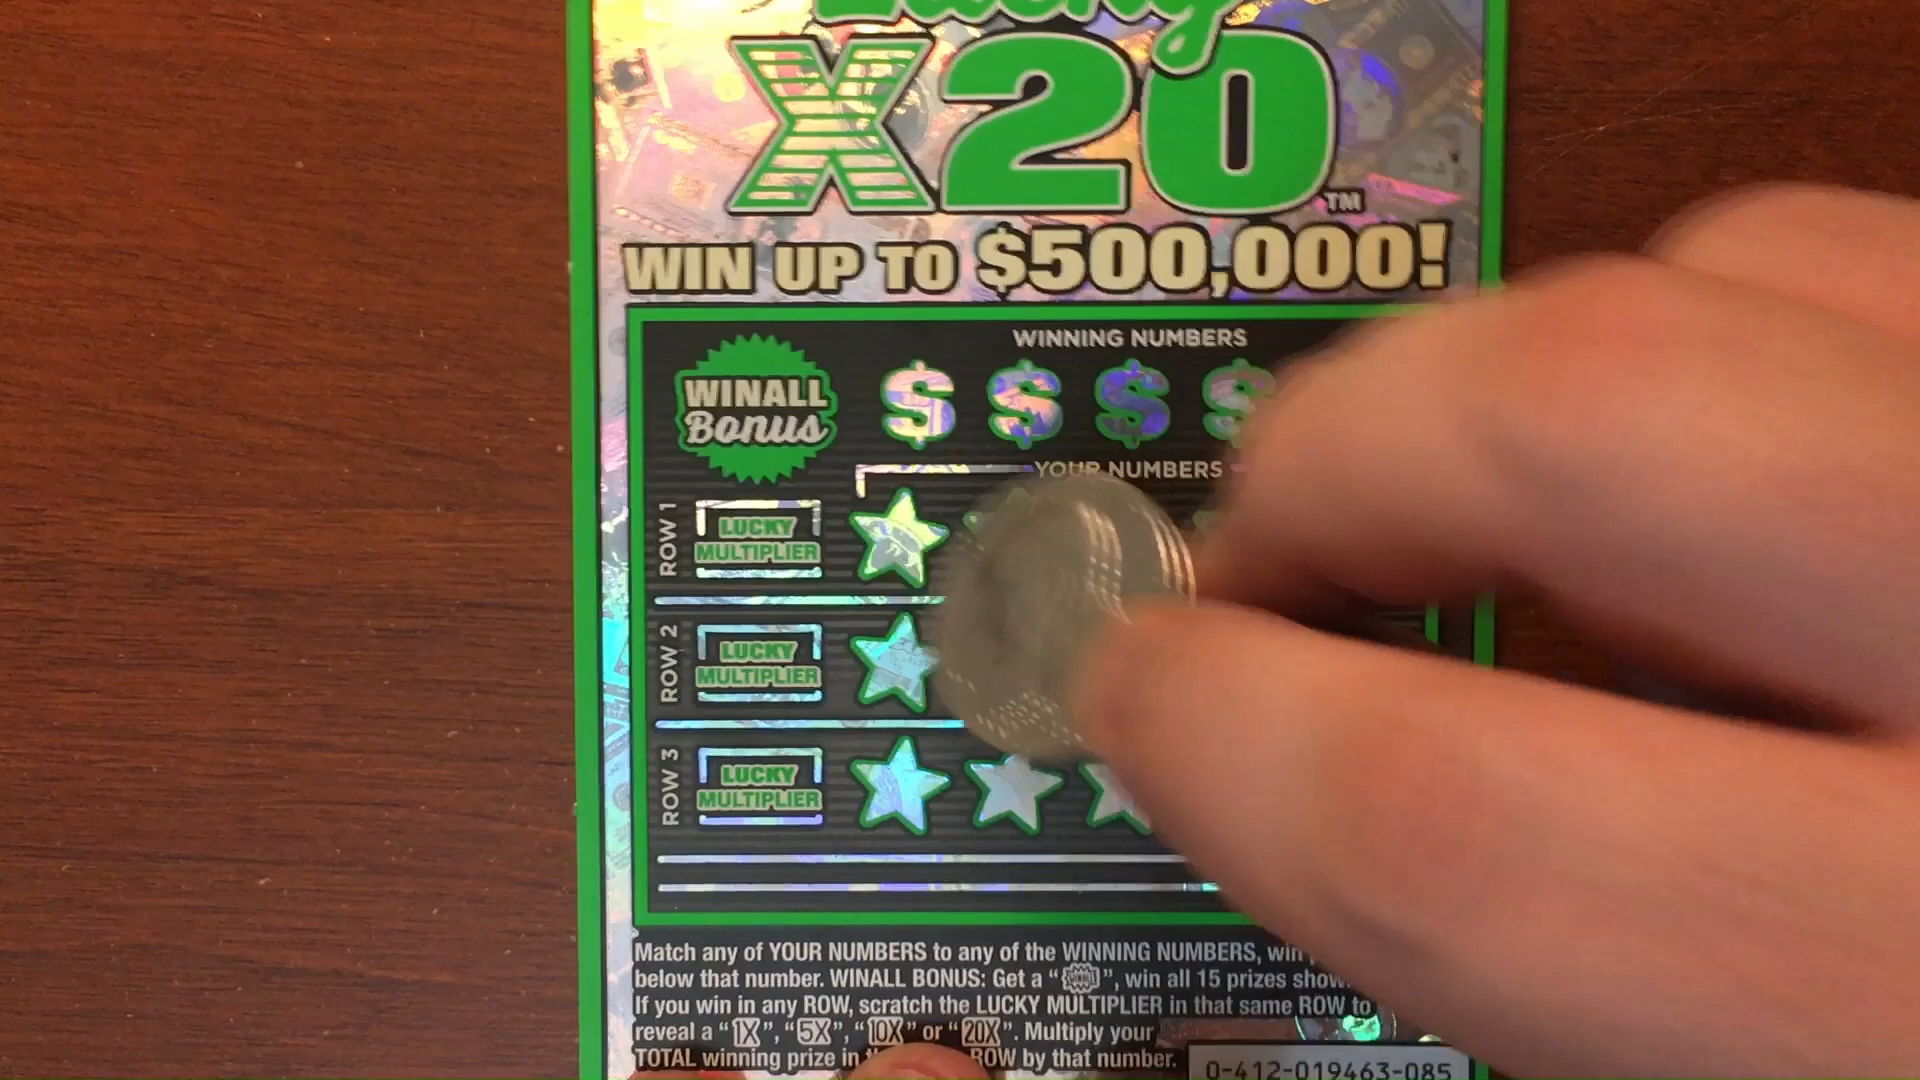 Lucky
X20™
WIN UP TO $500,000!
WINNING NUMBERS
WINALL
Bonus
$ $ $ $
YOUR NUMBERS
ROW 1
LUCKY
MULTIPLIER
ROW 2
LUCKY
MULTIPLIER
ROW 3
LUCKY
MULTIPLIER
Match any of YOUR NUMBERS to any of the WINNING NUMBERS, win
below that number. WINALL BONUS: Get a “WINALL”, win all 15 prizes
If you win in any ROW, scratch the LUCKY MULTIPLIER in that same ROW to
reveal a “1X”, “5X”, “10X” or “20X”. Multiply your
TOTAL winning prize in ROW by that number.
0-412-019463-085